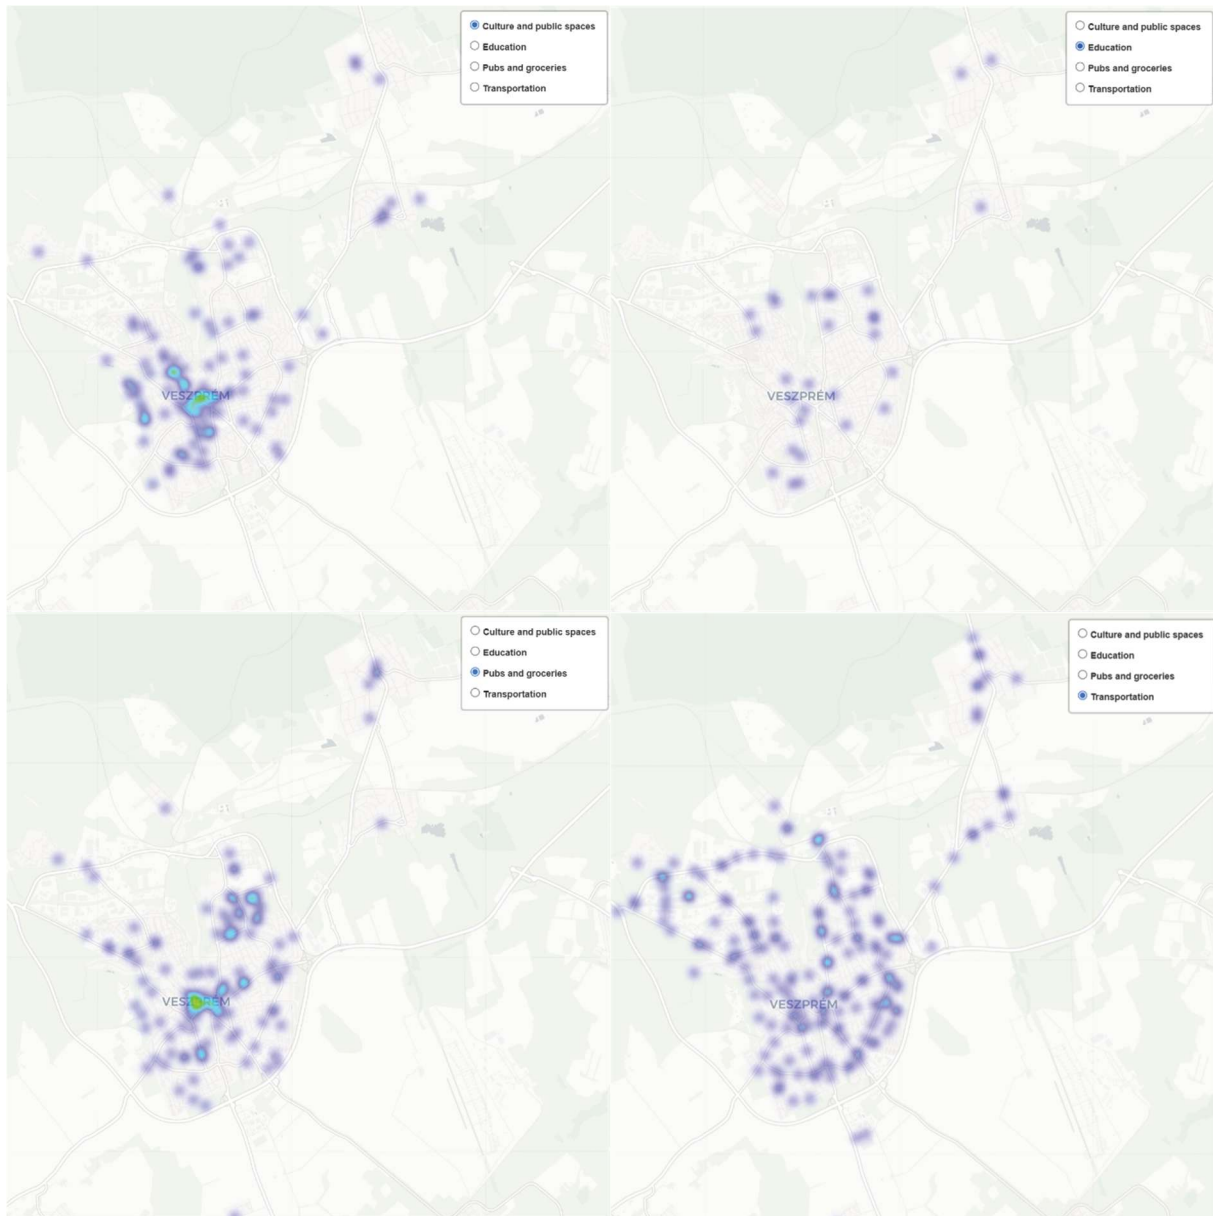 Culture and public spaces
Education
Pubs and groceries
Transportation
VESZPRÉM
Culture and public spaces
Education
Pubs and groceries
Transportation
VESZPRÉM
Culture and public spaces
Education
Pubs and groceries
Transportation
VESZPRÉM
Culture and public spaces
Education
Pubs and groceries
Transportation
VESZPRÉM